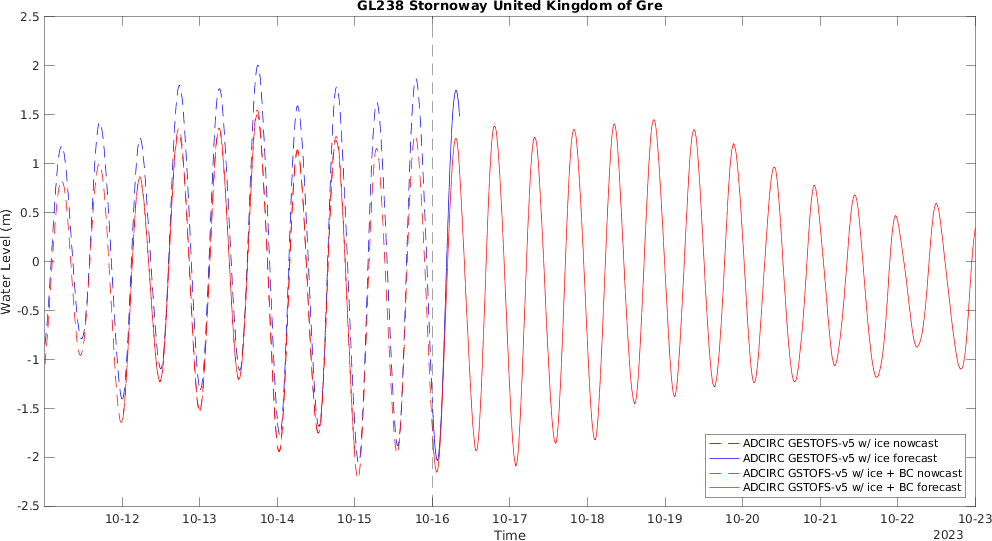 GL238 Stornoway United Kingdom of Gre
Water Level (m)
2.5
2
1.5
1
0.5
0
-0.5
-1
-1.5
-2
-2.5
ADCIRC GESTOFS-v5 w/ ice nowcast
ADCIRC GESTOFS-v5 w/ ice forecast
ADCIRC GSTOFS-v5 w/ ice + BC nowcast
ADCIRC GSTOFS-v5 w/ ice + BC forecast
10-12 10-13 10-14 10-15 10-16 10-17 10-18 10-19 10-20 10-21 10-22 10-23
Time
2023